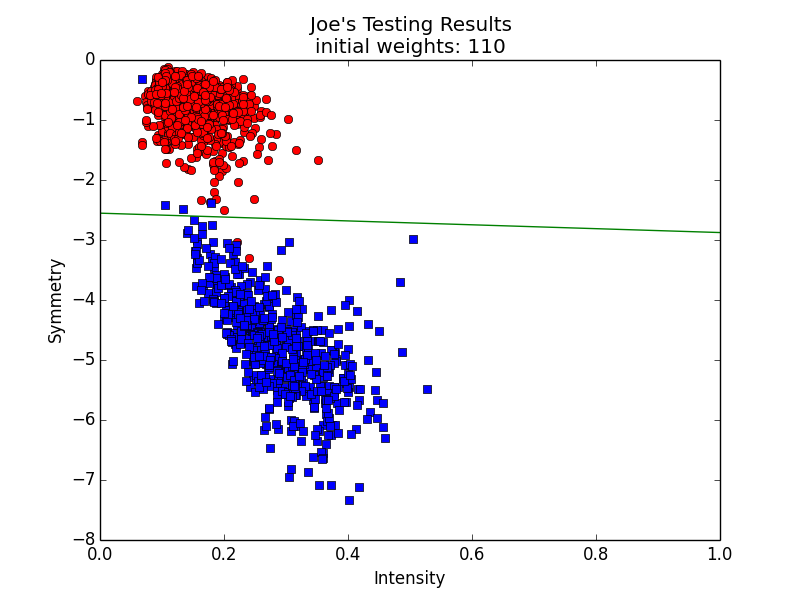 Joe's Testing Results
initial weights: 110
0
−1
−2
−3
−4
−5
−6
−7
−8
Symmetry
0.0 0.2 0.4 0.6 0.8 1.0
Intensity